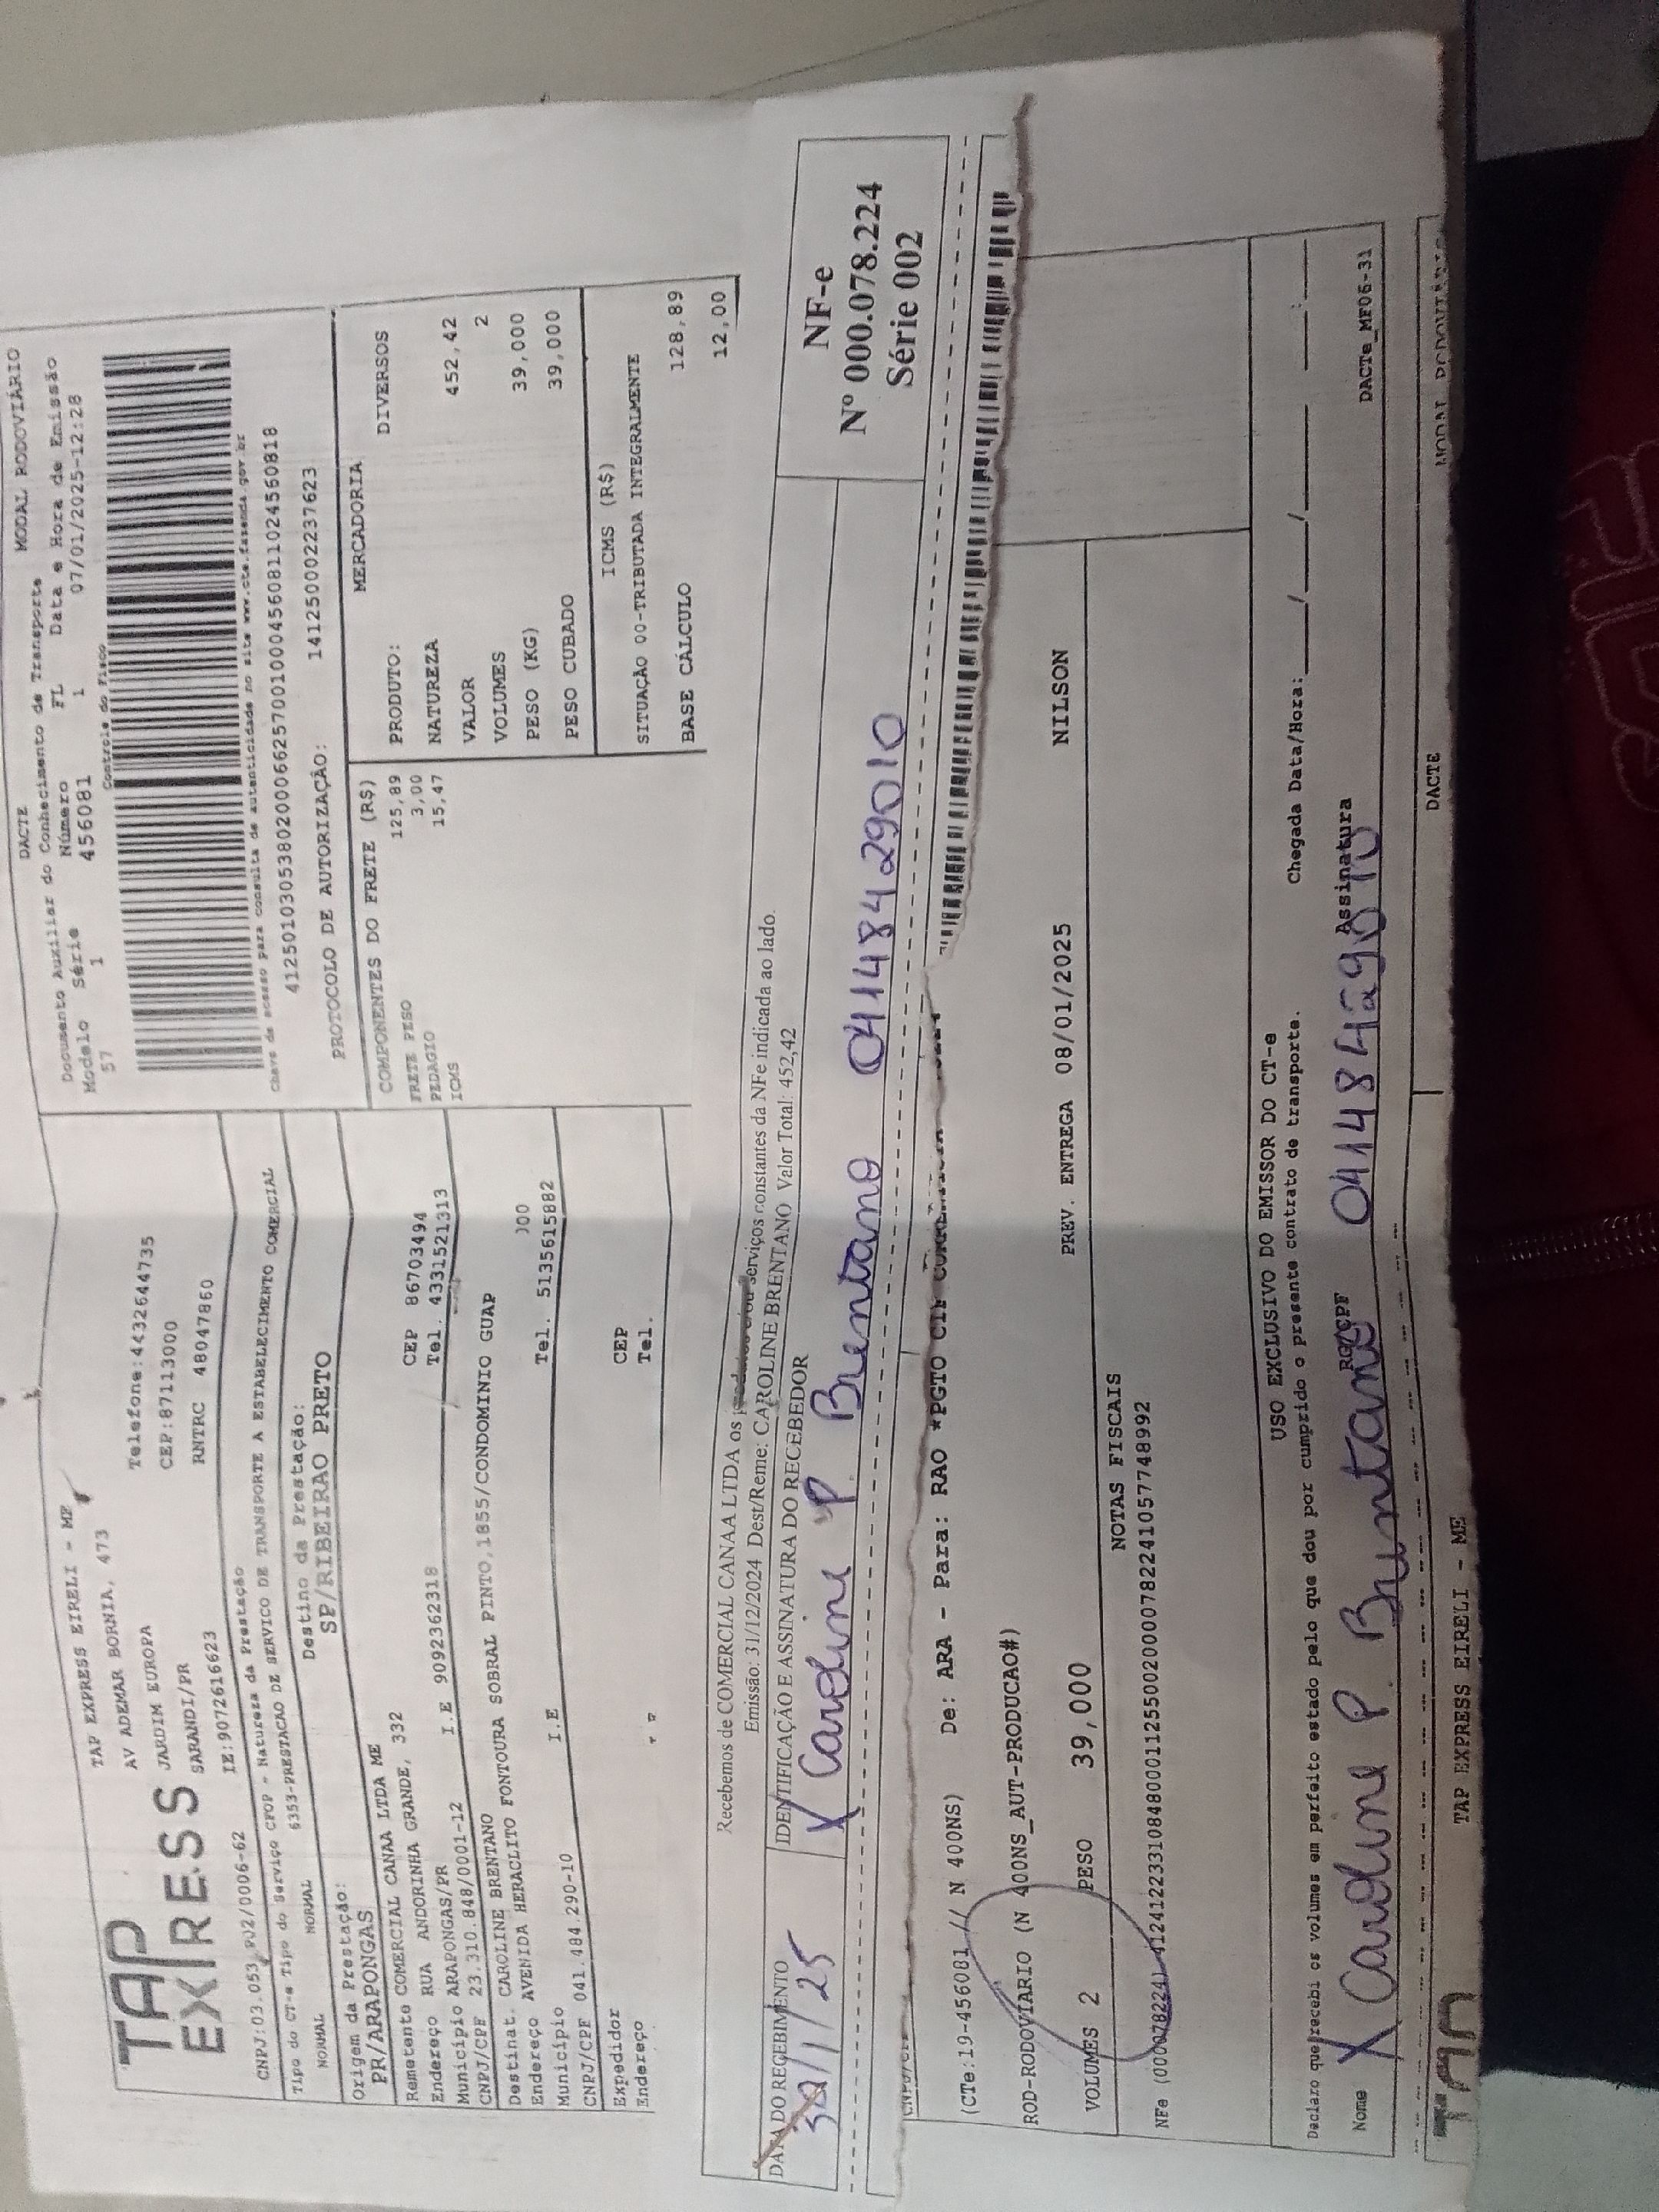 DACTE
MODAL RODOVIÁRIO
Documento Auxiliar do Conhecimento de Transporte
Modelo Série Número FL Data e Hora de Emissão
57 1 456081 1 07/01/2025-12:28
Controle do Fisco
TAP
EXPRESS
TAP EXPRESS EIRELI - ME
AV ADEMAR BORNIA, 473
JARDIM EUROPA
SARANDI/PR
IE:9072616623
Telefone:4432644735
CEP:87113000
RNTRC 48047860
CNPJ:03.053.802/0006-62
Chave de acesso para consulta de autenticidade no site www.cte.fazenda.gov.br
41250103053802000662570010004560811024560818
PROTOCOLO DE AUTORIZAÇÃO: 141250002237623
Tipo do CT-e Tipo do Serviço CFOP - Natureza da Prestação
NORMAL NORMAL 6353-PRESTACAO DE SERVICO DE TRANSPORTE A ESTABELECIMENTO COMERCIAL
Origem da Prestação: Destino da Prestação:
PR/ARAPONGAS SP/RIBEIRAO PRETO
Remetente COMERCIAL CANAA LTDA ME
Endereço RUA ANDORINHA GRANDE, 332 CEP 86703494
Município ARAPONGAS/PR Tel. 4331521313
CNPJ/CPF 23.310.848/0001-12 I.E 9092362318
Destinat. CAROLINE BRENTANO
Endereço AVENIDA HERACLITO FONTOURA SOBRAL PINTO,1855/CONDOMINIO GUAP
Município 000
CNPJ/CPF 041.484.290-10 I.E Tel. 5135615882
Expedidor CEP
Endereço Tel.
COMPONENTES DO FRETE (R$)
FRETE PESO 125,89
PEDAGIO 3,00
ICMS 15,47
MERCADORIA
PRODUTO: DIVERSOS
NATUREZA
VALOR 452,42
VOLUMES 2
PESO (KG) 39,000
PESO CUBADO 39,000
ICMS (R$)
SITUAÇÃO 00-TRIBUTADA INTEGRALMENTE
BASE CÁLCULO 128,89
12,00
Recebemos de COMERCIAL CANAA LTDA os produtos e/ou serviços constantes da NFe indicada ao lado.
Emissão: 31/12/2024 Dest/Reme: CAROLINE BRENTANO Valor Total: 452,42
DATA DO RECEBIMENTO IDENTIFICAÇÃO E ASSINATURA DO RECEBEDOR
/1/25 X Caroline P Brentano 04148429010
NF-e
Nº 000.078.224
Série 002
(CTe:19-456081 // N 400NS) De: ARA - Para: RAO *PGTO CIF
ROD-RODOVIARIO (N 400NS_AUT-PRODUCAO#)
VOLUMES 2 PESO 39,000 PREV. ENTREGA 08/01/2025 NILSON
NOTAS FISCAIS
NFe (000078224) 41241223310848000112550020000782241057748992
USO EXCLUSIVO DO EMISSOR DO CT-e
Declaro que recebi os volumes em perfeito estado pelo que dou por cumprido o presente contrato de transporte. Chegada Data/Hora:____/____/____ ____:____
Nome RG/CPF Assinatura
X Caroline P Brentano 04148429010
DACTe_MF06-31
TAP
TAP EXPRESS EIRELI - ME
DACTE
MODAL RODOVIÁRIO